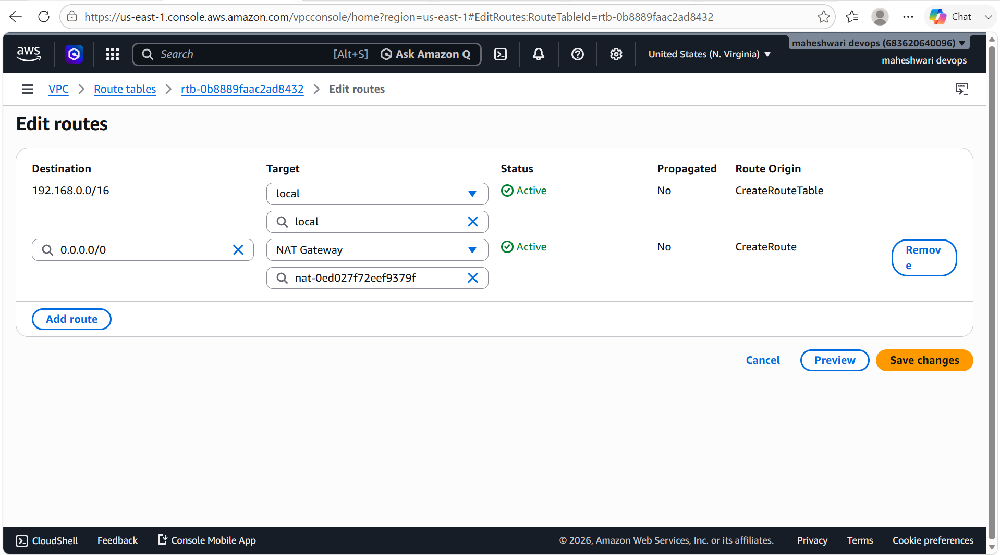 https://us-east-1.console.aws.amazon.com/vpcconsole/home?region=us-east-1#EditRoutes:RouteTableId=rtb-0b8889faac2ad8432
Chat
aws
Search
[Alt+S]
Ask Amazon Q
United States (N. Virginia)
maheshwari devops (683620640096)
maheshwari devops
VPC
Route tables
rtb-0b8889faac2ad8432
Edit routes
Edit routes
Destination Target Status Propagated Route Origin
192.168.0.0/16 local Active No CreateRouteTable
local
0.0.0.0/0 NAT Gateway Active No CreateRoute Remov
e
nat-0ed027f72eef9379f
Add route
Cancel Preview Save changes
CloudShell Feedback Console Mobile App © 2026, Amazon Web Services, Inc. or its affiliates. Privacy Terms Cookie preferences